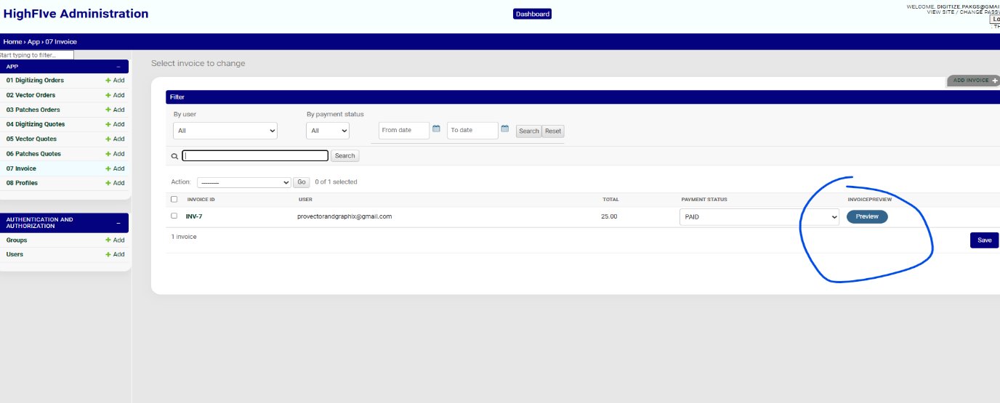 HighFIve Administration
Dashboard
WELCOME, DIGITIZE.PAKGS@GMAI
VIEW SITE / CHANGE PASSW
Lo
: TH
Home › App › 07 Invoice
Start typing to filter...
APP –
01 Digitizing Orders + Add
02 Vector Orders + Add
03 Patches Orders + Add
04 Digitizing Quotes + Add
05 Vector Quotes + Add
06 Patches Quotes + Add
07 Invoice + Add
08 Profiles + Add
AUTHENTICATION AND
AUTHORIZATION –
Groups + Add
Users + Add
Select invoice to change
ADD INVOICE +
Filter
By user By payment status
All All From date To date Search Reset
Search
Action: --------- Go 0 of 1 selected
INVOICE ID USER TOTAL PAYMENT STATUS INVOICEPREVIEW
INV-7 provectorandgraphix@gmail.com 25.00 PAID Preview
1 invoice
Save